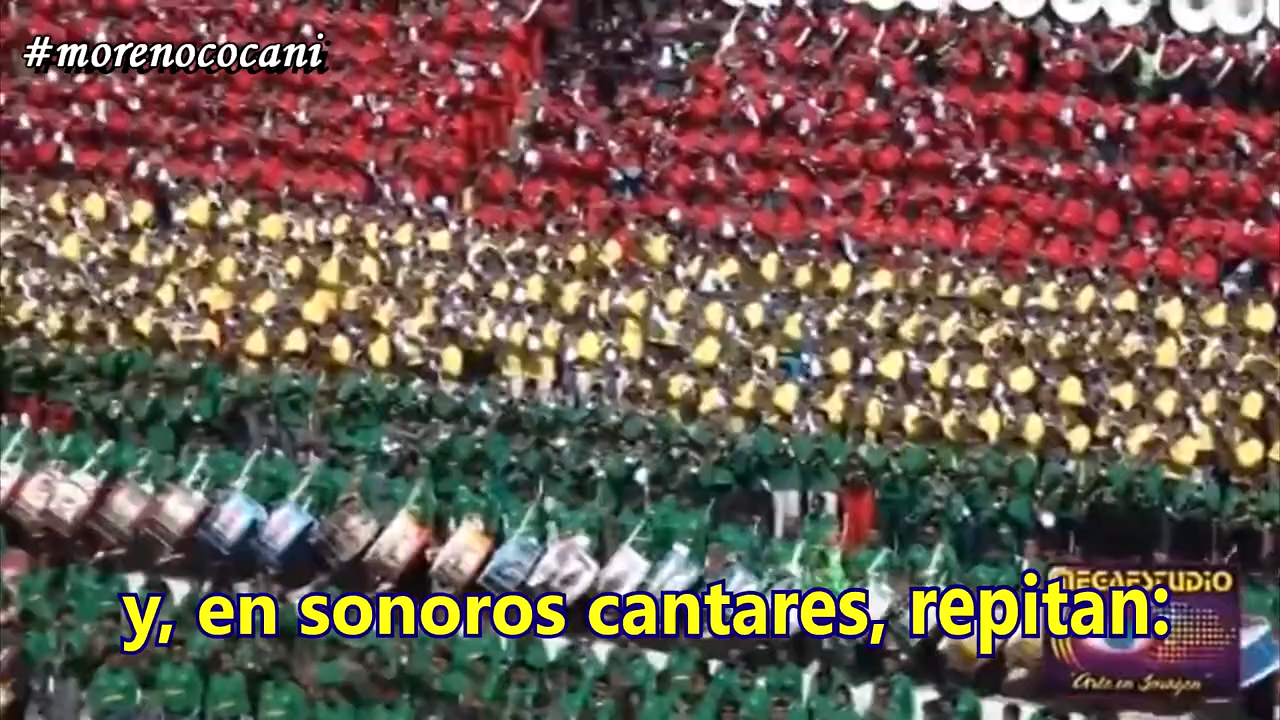 #morenococani
y, en sonoros cantares, repitan:
MEGAESTUDIO
"Arte en Imagen"